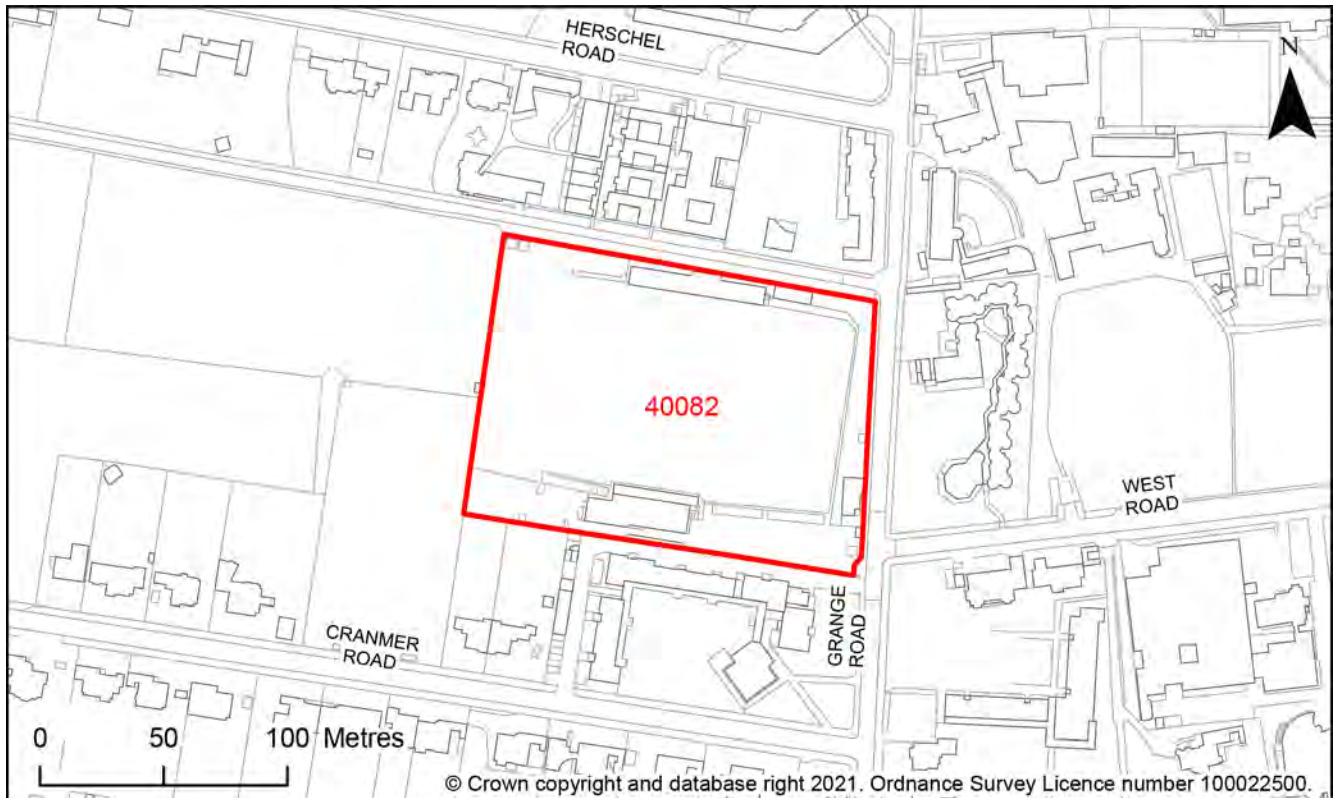 HERSCHEL
ROAD
N
40082
WEST
ROAD
GRANGE
ROAD
CRANMER
ROAD
0 50 100 Metres
© Crown copyright and database right 2021. Ordnance Survey Licence number 100022500.